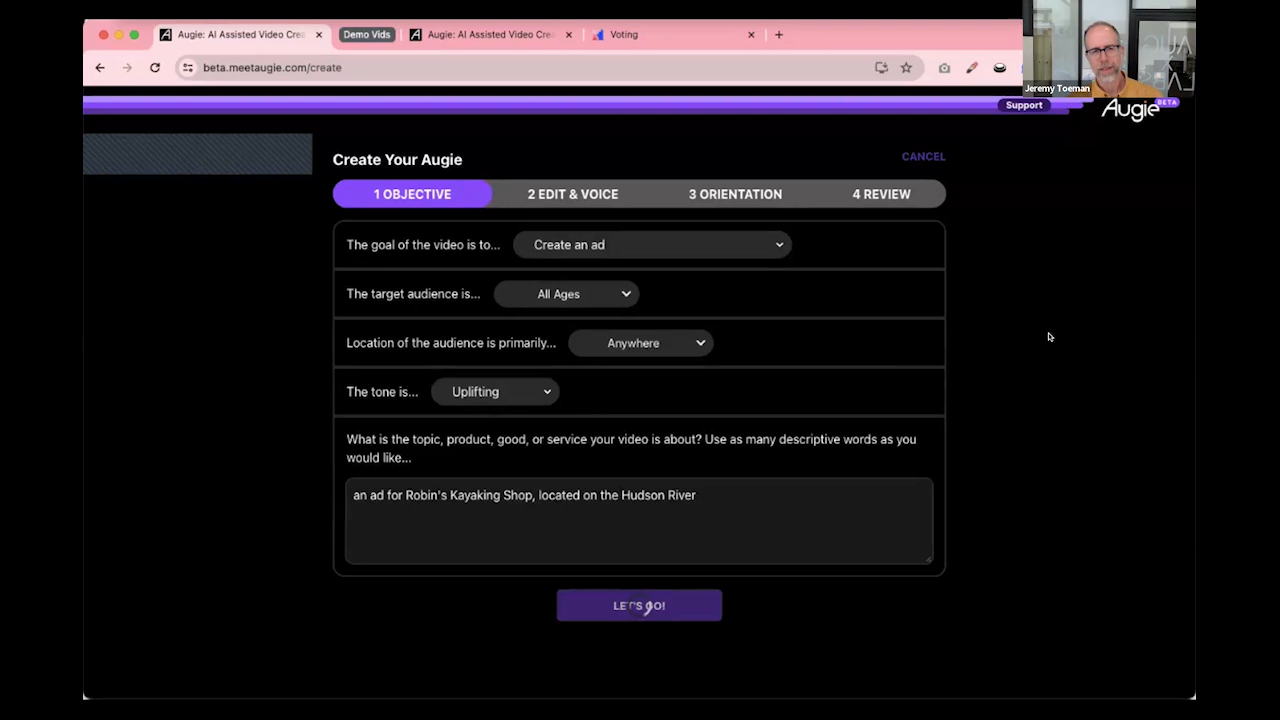 Augie: AI Assisted Video Crea
Demo Vids
Augie: AI Assisted Video Crea
Voting
beta.meetaugie.com/create
Jeremy Toeman
Support
Augie
BETA
Create Your Augie
CANCEL
1 OBJECTIVE
2 EDIT & VOICE
3 ORIENTATION
4 REVIEW
The goal of the video is to...
Create an ad
The target audience is...
All Ages
Location of the audience is primarily...
Anywhere
The tone is...
Uplifting
What is the topic, product, good, or service your video is about? Use as many descriptive words as you
would like...
an ad for Robin's Kayaking Shop, located on the Hudson River
LET'S GO!